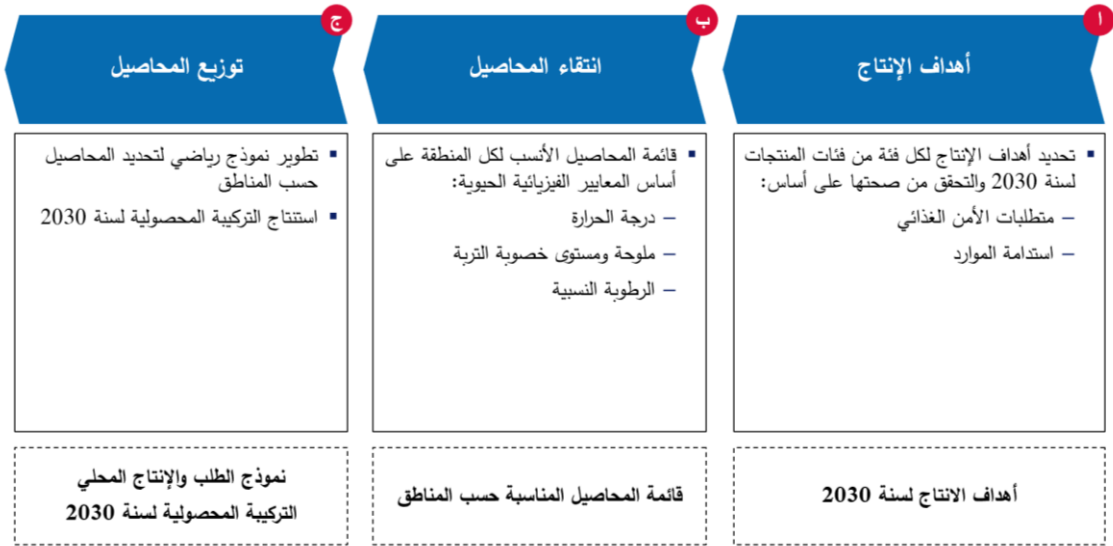 ا
أهداف الإنتاج
▪ تحديد أهداف الإنتاج لكل فئة من فئات المنتجات
لسنة 2030 والتحقق من صحتها على أساس:
– متطلبات الأمن الغذائي
– استدامة الموارد
أهداف الانتاج لسنة 2030
ب
انتقاء المحاصيل
▪ قائمة المحاصيل الأنسب لكل المنطقة على
أساس المعايير الفيزيائية الحيوية:
– درجة الحرارة
– ملوحة ومستوى خصوبة التربة
– الرطوبة النسبية
قائمة المحاصيل المناسبة حسب المناطق
ج
توزيع المحاصيل
▪ تطوير نموذج رياضي لتحديد المحاصيل
حسب المناطق
▪ استنتاج التركيبة المحصولية لسنة 2030
نموذج الطلب والإنتاج المحلي
التركيبة المحصولية لسنة 2030